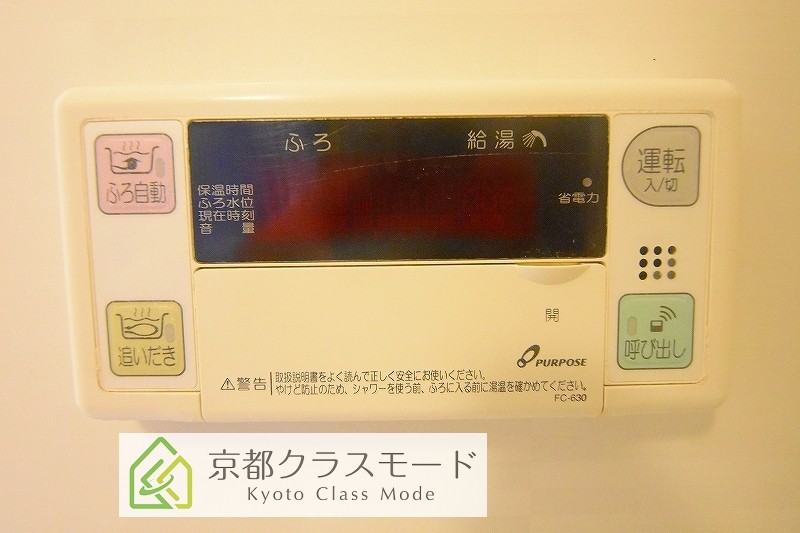 ふろ 給湯
保温時間
ふろ水位
現在時刻
音量
省電力
運転
入/切
ふろ自動
開
追いだき
呼び出し
PURPOSE
警告 取扱説明書をよく読んで正しく安全にお使いください。
やけど防止のため、シャワーを使う前、ふろに入る前に湯温を確かめてください。
FC-630
京都クラスモード
Kyoto Class Mode